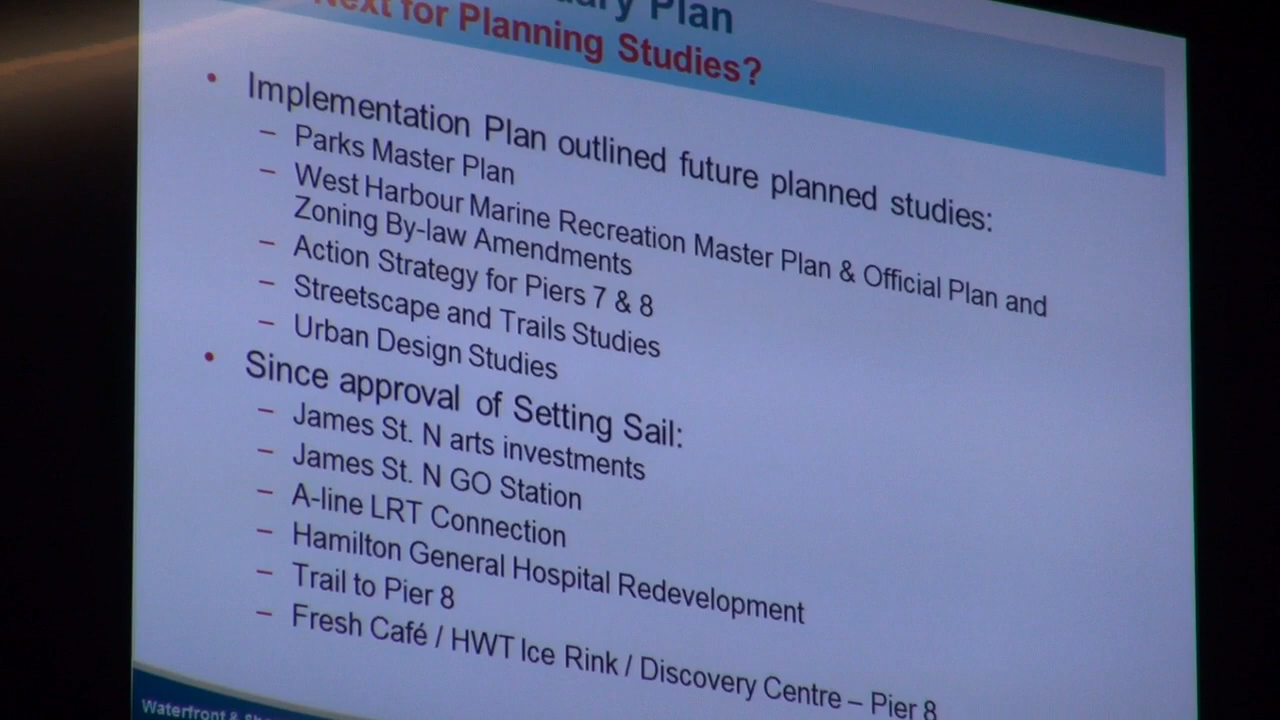 Plan
Next for Planning Studies?
• Implementation Plan outlined future planned studies:
– Parks Master Plan
– West Harbour Marine Recreation Master Plan & Official Plan and
Zoning By-law Amendments
– Action Strategy for Piers 7 & 8
– Streetscape and Trails Studies
– Urban Design Studies
• Since approval of Setting Sail:
– James St. N arts investments
– James St. N GO Station
– A-line LRT Connection
– Hamilton General Hospital Redevelopment
– Trail to Pier 8
– Fresh Café / HWT Ice Rink / Discovery Centre – Pier 8
Waterfront &